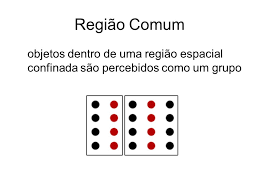 Região Comum
objetos dentro de uma região espacial
confinada são percebidos como um grupo